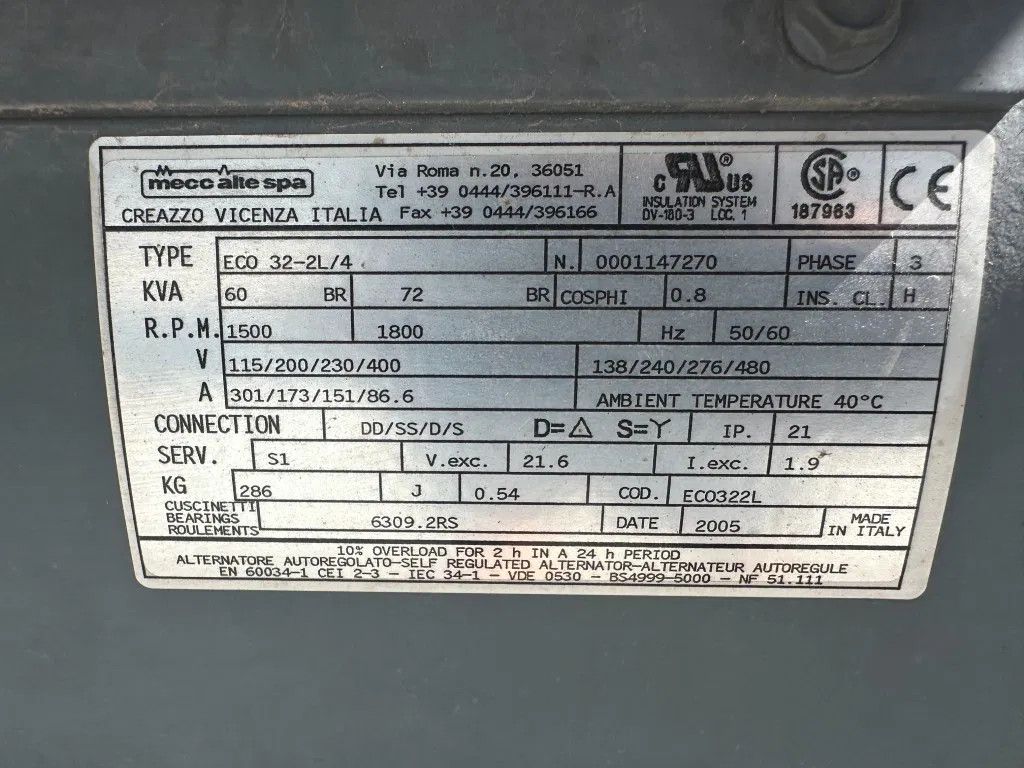 mecc alte spa
Via Roma n.20, 36051
Tel +39 0444/396111-R.A
CREAZZO VICENZA ITALIA Fax +39 0444/396166
c RU ® US
INSULATION SYSTEM
DV-180-3 LOC. 1
SA ®
187963
CE
TYPE ECO 32-2L/4 N. 0001147270 PHASE 3
KVA 60 BR 72 BR COSPHI 0.8 INS. CL. H
R.P.M. 1500 1800 Hz 50/60
V 115/200/230/400 138/240/276/480
A 301/173/151/86.6 AMBIENT TEMPERATURE 40°C
CONNECTION DD/SS/D/S D=△ S=Y IP. 21
SERV. S1 V.exc. 21.6 I.exc. 1.9
KG 286 J 0.54 COD. ECO322L
CUSCINETTI
BEARINGS
ROULEMENTS
6309.2RS DATE 2005
MADE
IN ITALY
10% OVERLOAD FOR 2 h IN A 24 h PERIOD
ALTERNATORE AUTOREGOLATO-SELF REGULATED ALTERNATOR-ALTERNATEUR AUTOREGULE
EN 60034-1 CEI 2-3 - IEC 34-1 - VDE 0530 - BS4999-5000 - NF 51.111